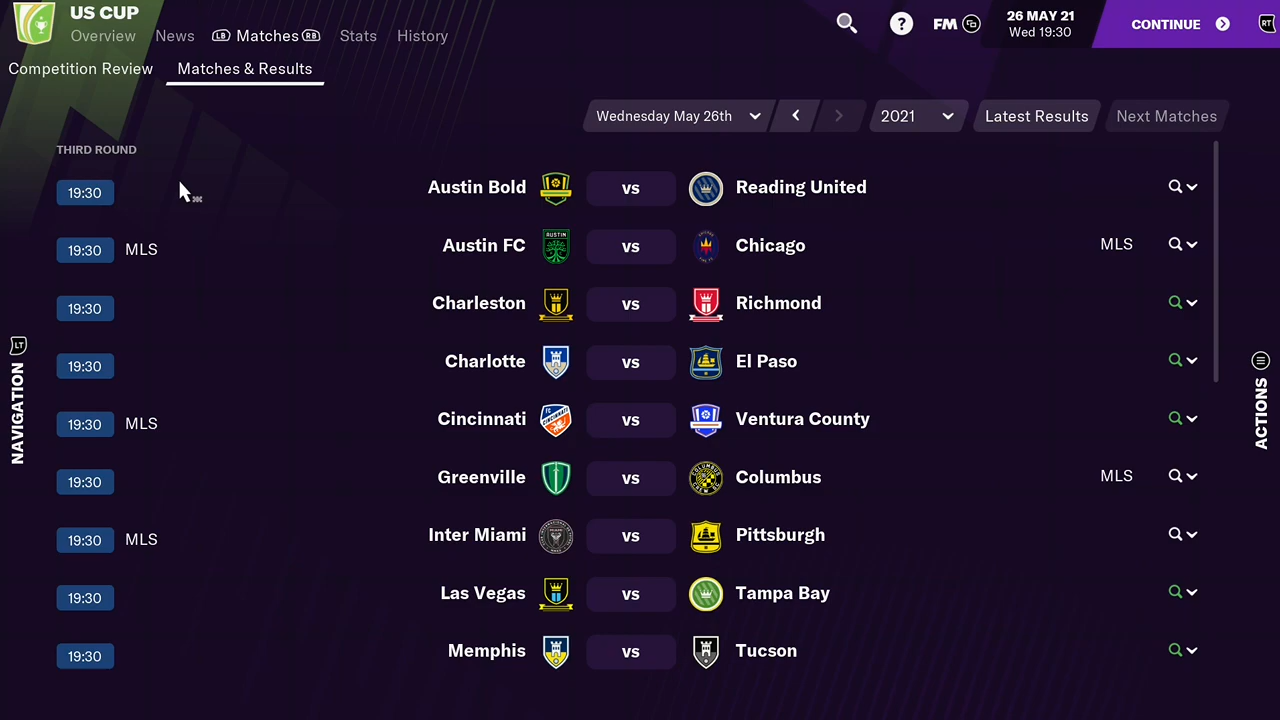 US CUP
Overview News LB Matches RB Stats History
? FM 26 MAY 21
Wed 19:30
CONTINUE RT
Competition Review Matches & Results
Wednesday May 26th 2021 Latest Results Next Matches
THIRD ROUND
19:30 Austin Bold vs Reading United
19:30 MLS Austin FC AUSTIN vs Chicago MLS
19:30 Charleston vs Richmond
19:30 Charlotte vs El Paso
19:30 MLS Cincinnati FC CINCINNATI vs Ventura County
19:30 Greenville vs Columbus MLS
19:30 MLS Inter Miami vs Pittsburgh
19:30 Las Vegas vs Tampa Bay
19:30 Memphis vs Tucson
LT NAVIGATION
ACTIONS